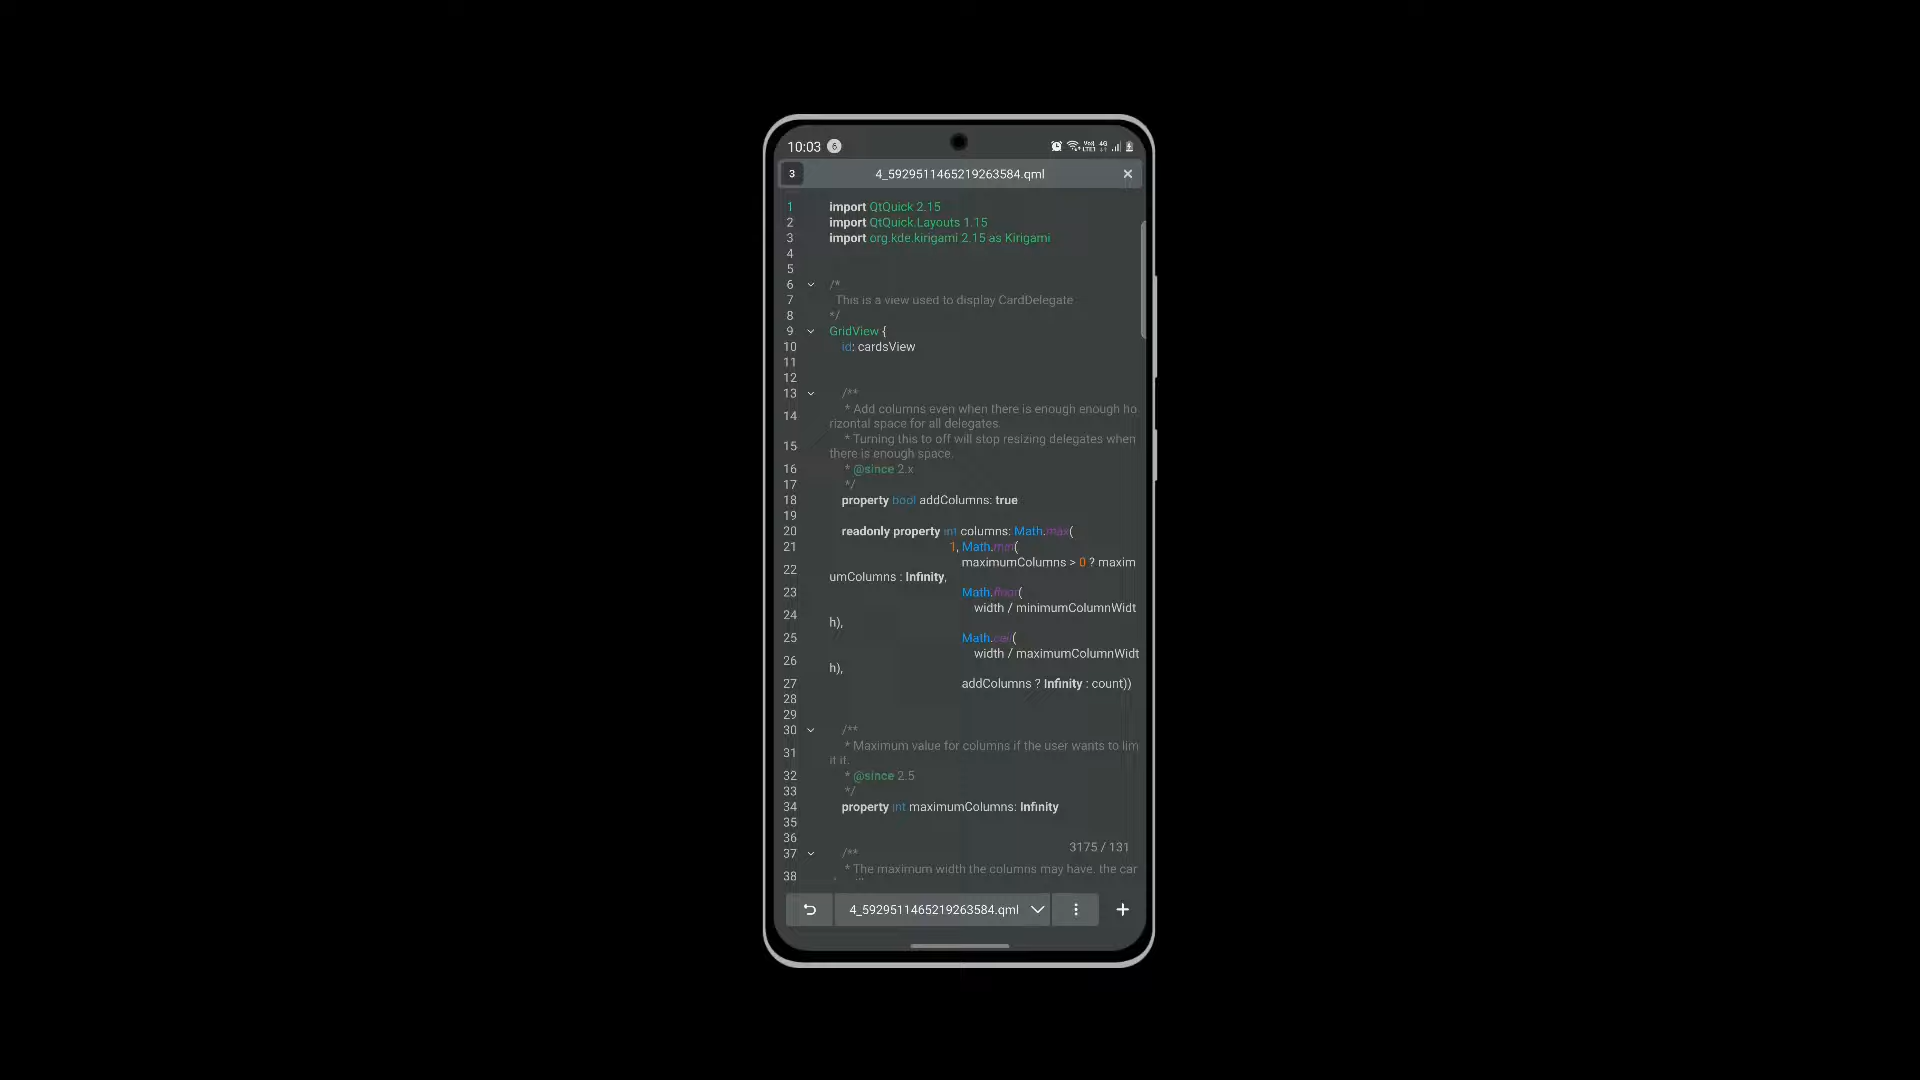 10:03 6 VoI LTE1 4G
3 4_5929511465219263584.qml
1 import QtQuick 2.15
2 import QtQuick.Layouts 1.15
3 import org.kde.kirigami 2.15 as Kirigami
4
5
6 /*
7 This is a view used to display CardDelegate
8 */
9 GridView {
10 id: cardsView
11
12
13 /**
14 * Add columns even when there is enough enough ho
rizontal space for all delegates.
15 * Turning this to off will stop resizing delegates when
there is enough space.
16 * @since 2.x
17 */
18 property bool addColumns: true
19
20 readonly property int columns: Math.max(
21 1, Math.min(
22 maximumColumns > 0 ? maxim
umColumns : Infinity,
23 Math.floor(
24 width / minimumColumnWidt
h),
25 Math.ceil(
26 width / maximumColumnWidt
h),
27 addColumns ? Infinity : count))
28
29
30 /**
31 * Maximum value for columns if the user wants to lim
it it.
32 * @since 2.5
33 */
34 property int maximumColumns: Infinity
35
36
37 /**
3175 / 131
38 * The maximum width the columns may have. the car
4_5929511465219263584.qml